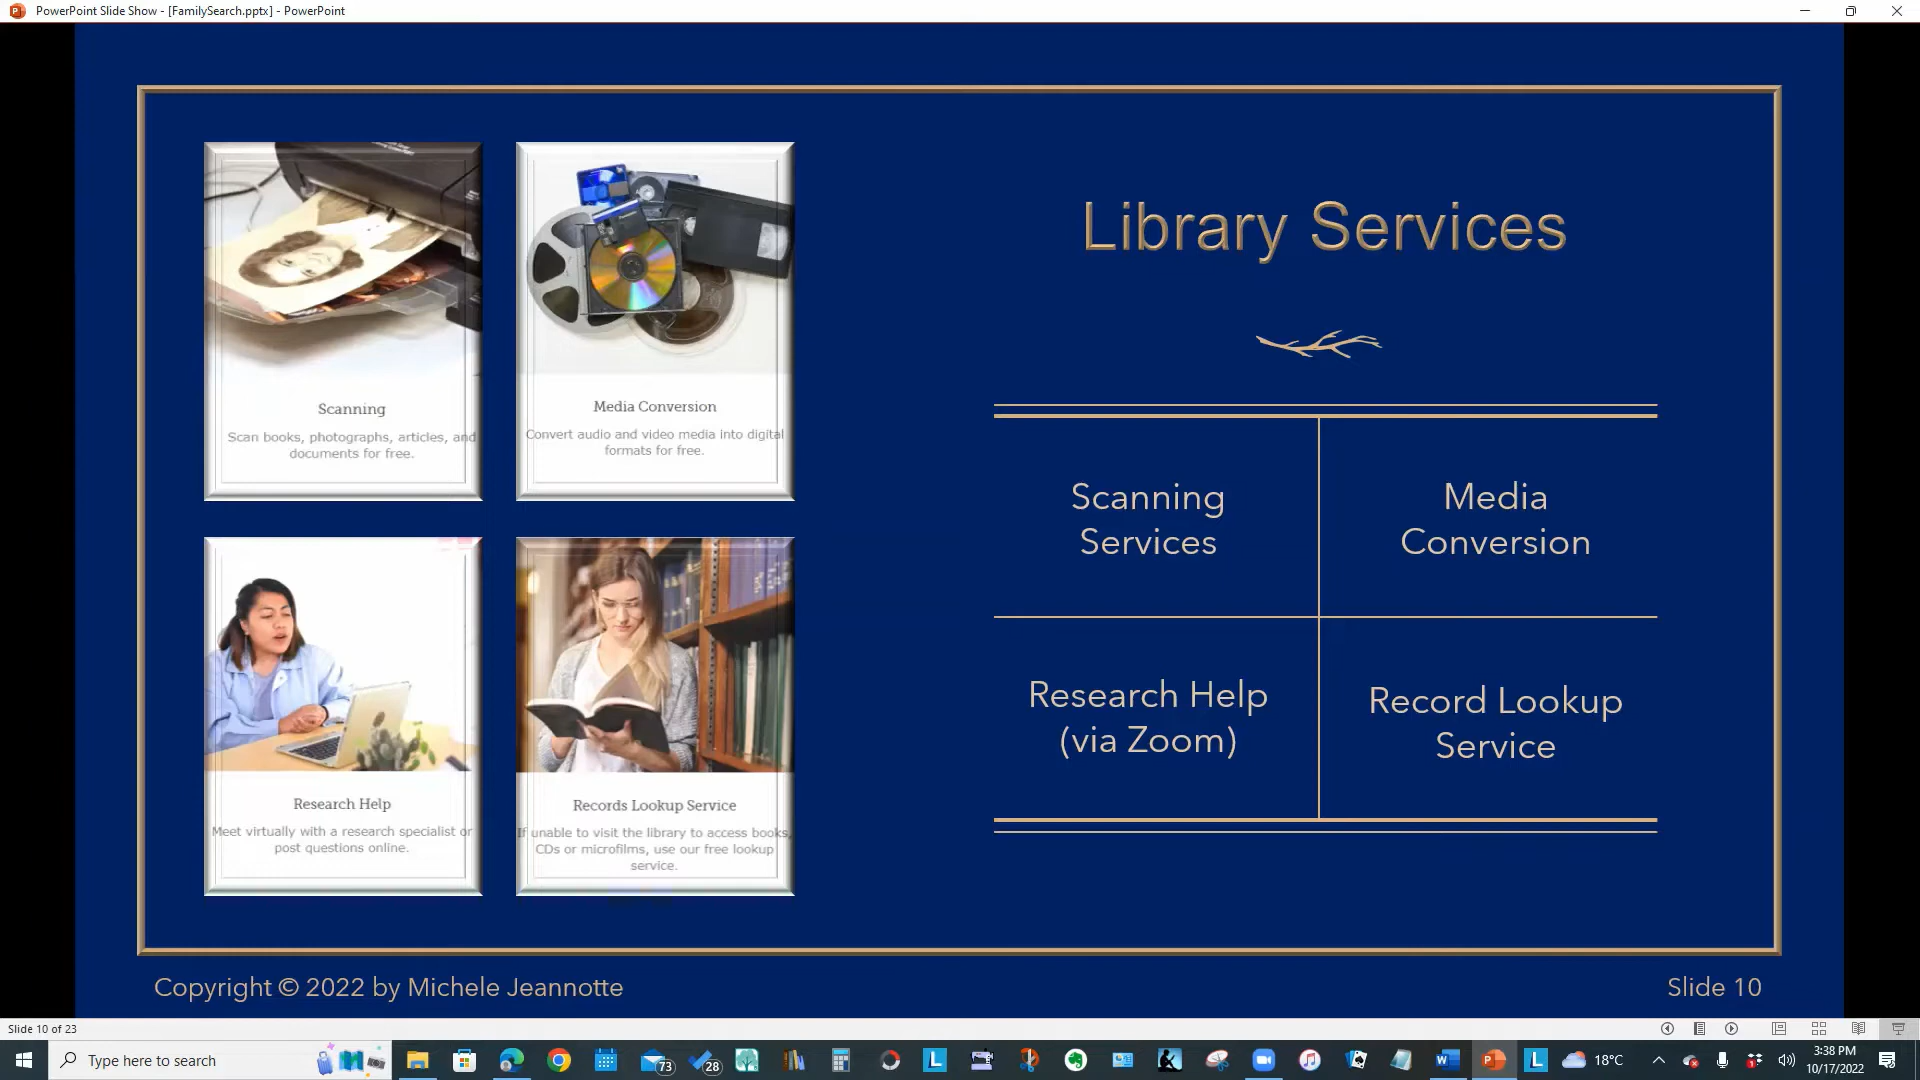 PowerPoint Slide Show - [FamilySearch.pptx] - PowerPoint
Library Services
Scanning
Scan books, photographs, articles, and
documents for free.
Media Conversion
Convert audio and video media into digital
formats for free.
Research Help
Meet virtually with a research specialist or
post questions online.
Records Lookup Service
If unable to visit the library to access books,
CDs or microfilms, use our free lookup
service.
Scanning
Services
Media
Conversion
Research Help
(via Zoom)
Record Lookup
Service
Copyright © 2022 by Michele Jeannotte
Slide 10
Slide 10 of 23
Type here to search
73
28
18°C
3:38 PM
10/17/2022